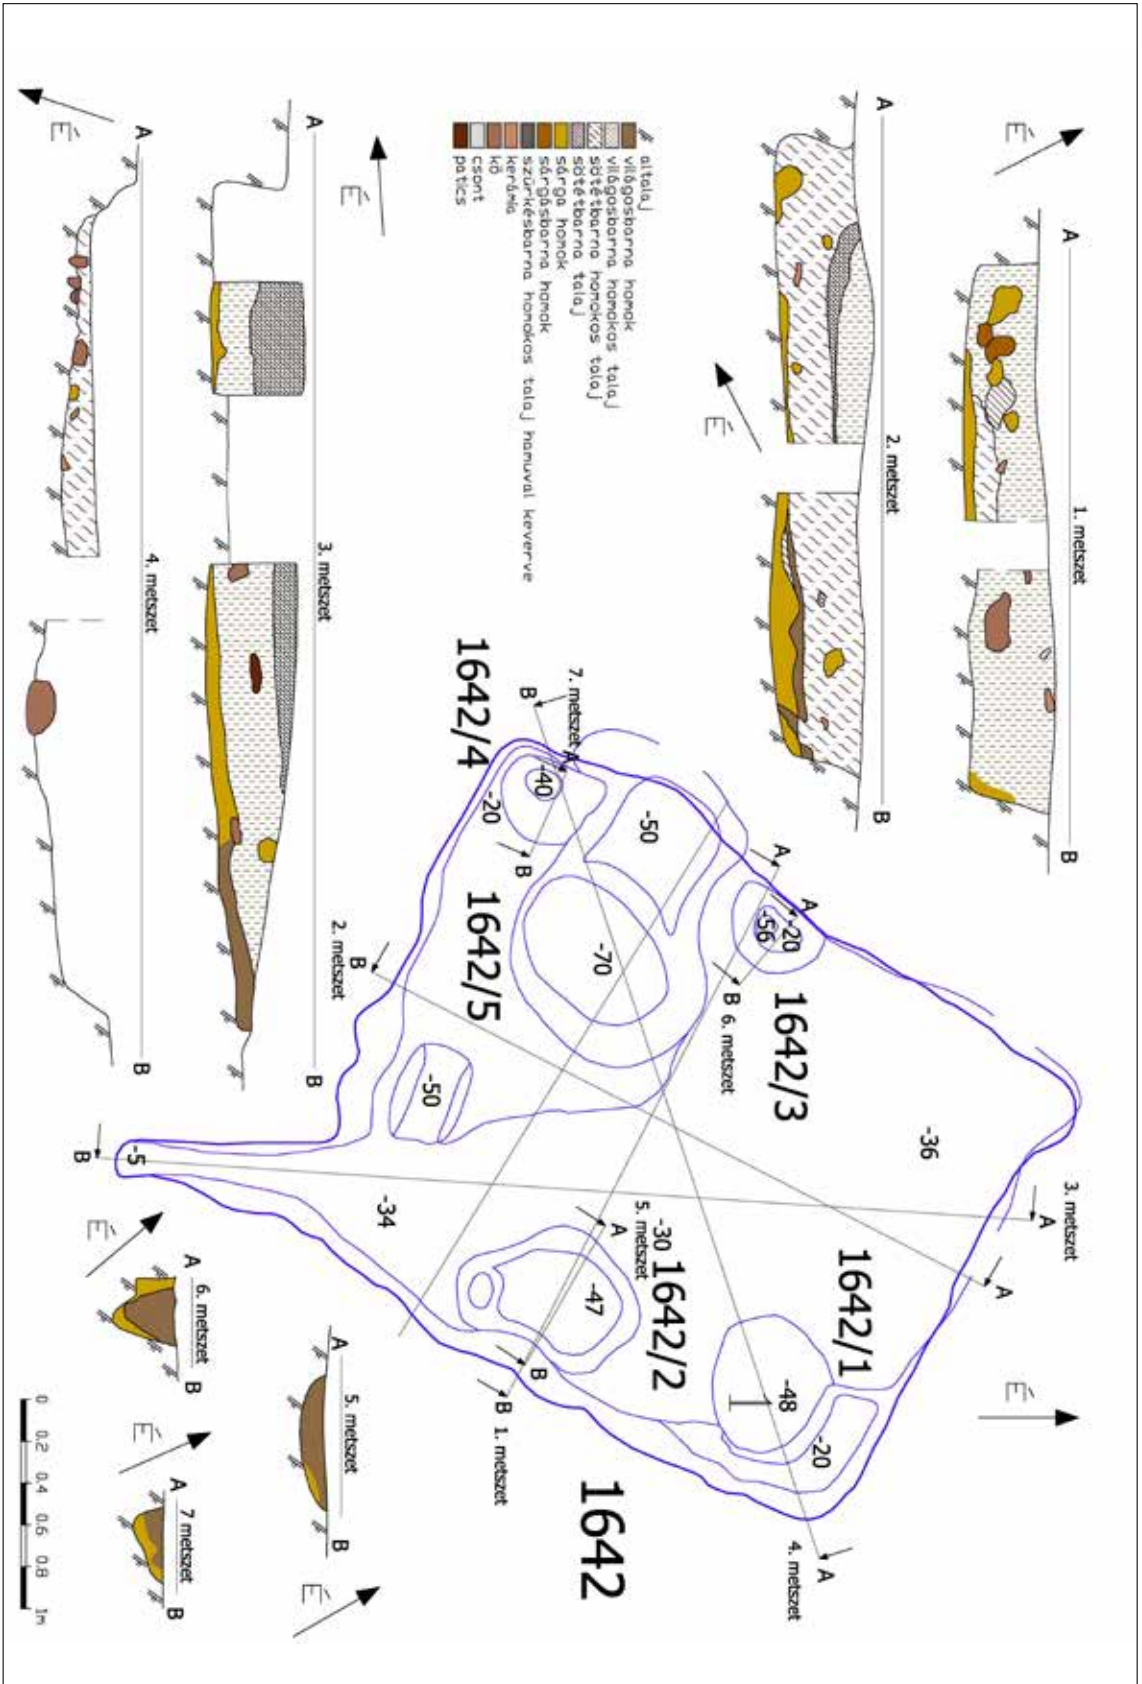 A
É
1. metszet
B
A
É
2. metszet
B
altalaj
világosbarna homok
világosbarna homokos talaj
sötétbarna homokos talaj
sötétbarna talaj
sárga homok
sárgásbarna homok
szürkésbarna homokos talaj hamuval keverve
kerámia
kő
csont
patics
É
A
3. metszet
B
É
A
4. metszet
B
1642
1642/1
1642/2
1642/3
1642/4
1642/5
3. metszet
A
A
4. metszet
A
-36
-48
-20
-30
5. metszet
A
-47
B
B
1. metszet
-34
-5
B
2. metszet
B
-50
-70
-50
A
A
-20
-56
B
6. metszet
7. metszet
B
A
-40
-20
B
É
É
A
6. metszet
B
A
5. metszet
B
É
É
A
7 metszet
B
0
0.2
0.4
0.6
0.8
1m